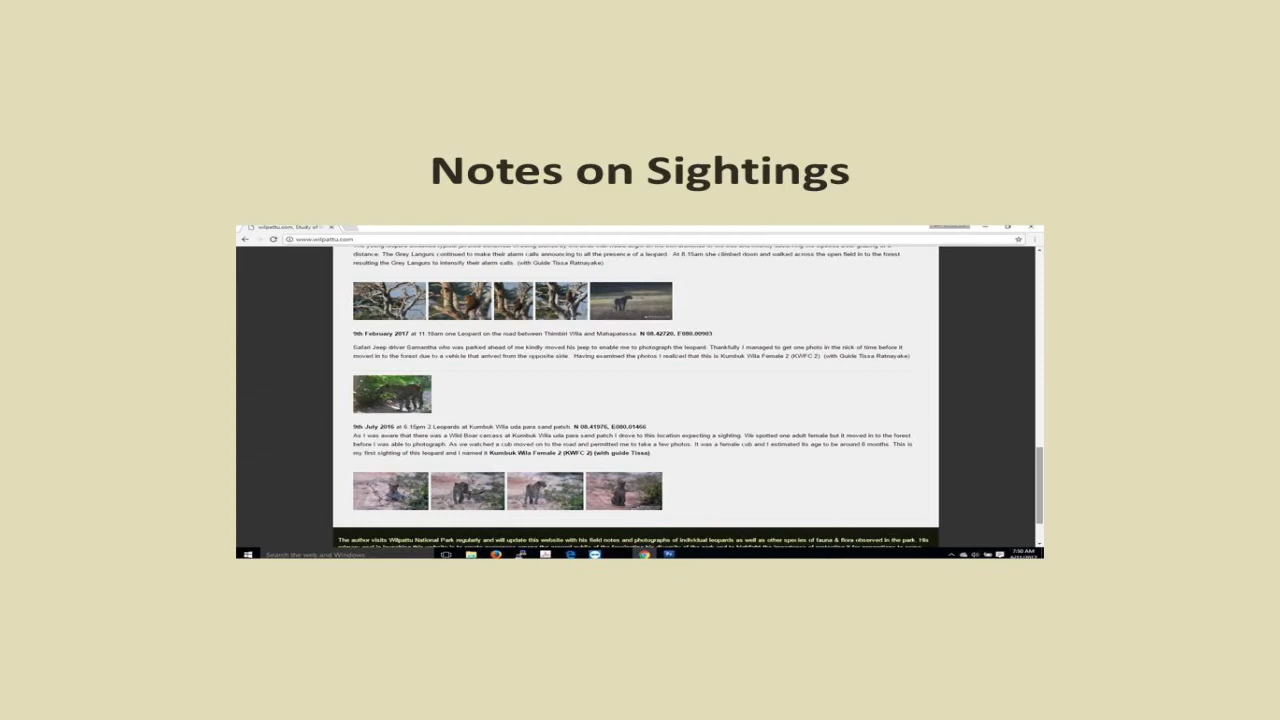 Notes on Sightings
wilpattu.com, Study of
www.wilpattu.com
distance. The Grey Langurs continued to make their alarm calls announcing to all the presence of a leopard. At 8.15am she climbed down and walked across the open field in to the forest
resulting the Grey Langurs to intensify their alarm calls. (with Guide Tissa Ratnayake)
9th February 2017 at 11.18am one Leopard on the road between Thimbiri Wila and Mahapatessa. N 08.42720, E080.00903
Safari Jeep driver Samantha who was parked ahead of me kindly moved his jeep to enable me to photograph the leopard. Thankfully I managed to get one photo in the nick of time before it
moved in to the forest due to a vehicle that arrived from the opposite side. Having examined the photos I realized that this is Kumbuk Wila Female 2 (KWFC 2). (with Guide Tissa Ratnayake)
9th July 2016 at 6.15pm 2 Leopards at Kumbuk Wila uda para sand patch. N 08.41976, E080.01466
As I was aware that there was a Wild Boar carcass at Kumbuk Wila uda para sand patch I drove to this location expecting a sighting. We spotted one adult female but it moved in to the forest
before I was able to photograph. As we watched a cub moved on to the road and permitted me to take a few photos. It was a female cub and I estimated its age to be around 6 months. This is
my first sighting of this leopard and I named it Kumbuk Wila Female 2 (KWFC 2) (with guide Tissa)
The author visits Wilpattu National Park regularly and will update this website with his field notes and photographs of individual leopards as well as other species of fauna & flora observed in the park. His
Search the web and Windows
7:50 AM